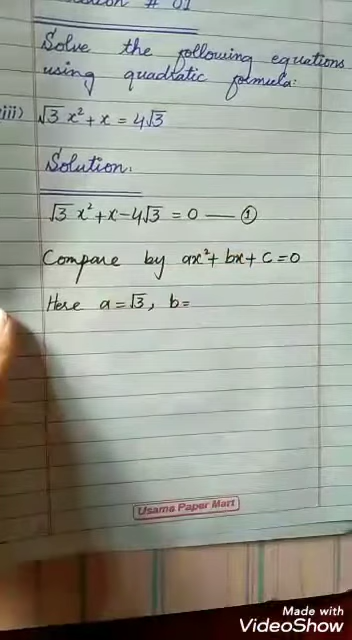 # 01
Solve the following equations
using quadratic formula:
iii) √3 x² + x = 4√3
Solution.
√3 x² + x - 4√3 = 0 — ①
Compare by ax² + bx + c = 0
Here a = √3, b =
Usama Paper Mart
Made with
VideoShow